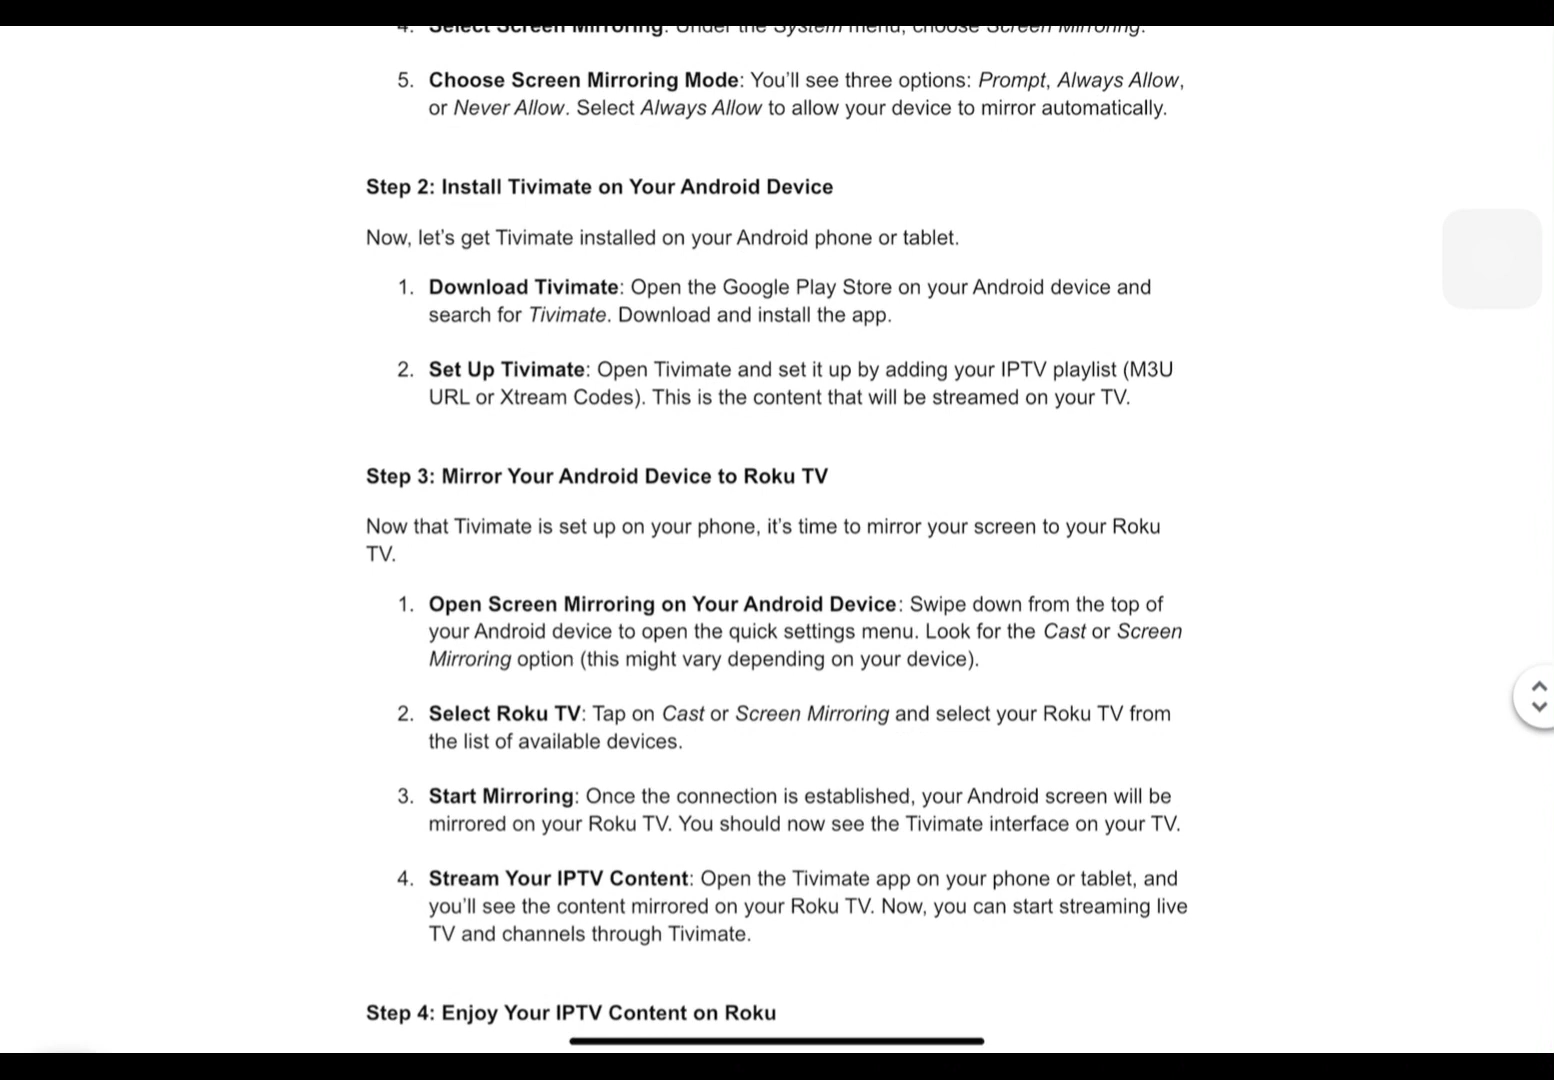 4. Select Screen Mirroring: Under the System menu, choose Screen Mirroring.
5. Choose Screen Mirroring Mode: You'll see three options: Prompt, Always Allow,
or Never Allow. Select Always Allow to allow your device to mirror automatically.
Step 2: Install Tivimate on Your Android Device
Now, let's get Tivimate installed on your Android phone or tablet.
1. Download Tivimate: Open the Google Play Store on your Android device and
search for Tivimate. Download and install the app.
2. Set Up Tivimate: Open Tivimate and set it up by adding your IPTV playlist (M3U
URL or Xtream Codes). This is the content that will be streamed on your TV.
Step 3: Mirror Your Android Device to Roku TV
Now that Tivimate is set up on your phone, it's time to mirror your screen to your Roku
TV.
1. Open Screen Mirroring on Your Android Device: Swipe down from the top of
your Android device to open the quick settings menu. Look for the Cast or Screen
Mirroring option (this might vary depending on your device).
2. Select Roku TV: Tap on Cast or Screen Mirroring and select your Roku TV from
the list of available devices.
3. Start Mirroring: Once the connection is established, your Android screen will be
mirrored on your Roku TV. You should now see the Tivimate interface on your TV.
4. Stream Your IPTV Content: Open the Tivimate app on your phone or tablet, and
you'll see the content mirrored on your Roku TV. Now, you can start streaming live
TV and channels through Tivimate.
Step 4: Enjoy Your IPTV Content on Roku